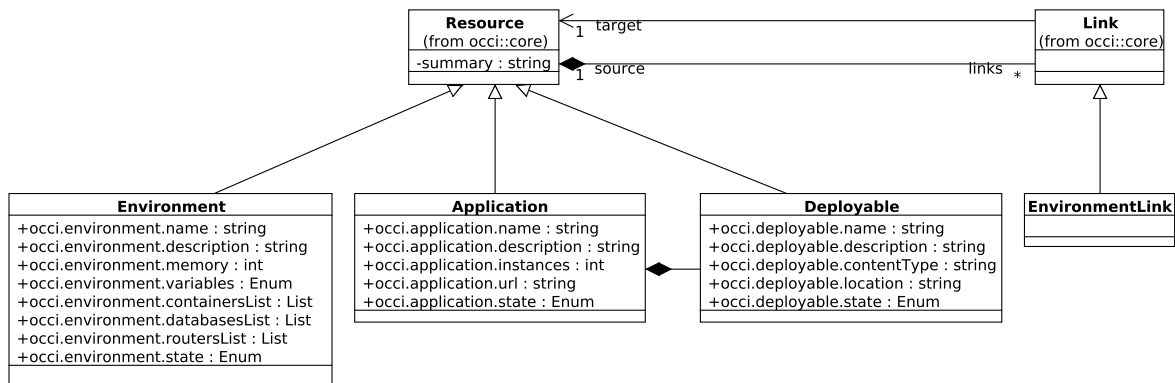 Resource
(from occi::core)
-summary : string
1 target
1 source
links *
Link
(from occi::core)
Environment
+occi.environment.name : string
+occi.environment.description : string
+occi.environment.memory : int
+occi.environment.variables : Enum
+occi.environment.containersList : List
+occi.environment.databasesList : List
+occi.environment.routersList : List
+occi.environment.state : Enum
Application
+occi.application.name : string
+occi.application.description : string
+occi.application.instances : int
+occi.application.url : string
+occi.application.state : Enum
Deployable
+occi.deployable.name : string
+occi.deployable.description : string
+occi.deployable.contentType : string
+occi.deployable.location : string
+occi.deployable.state : Enum
EnvironmentLink